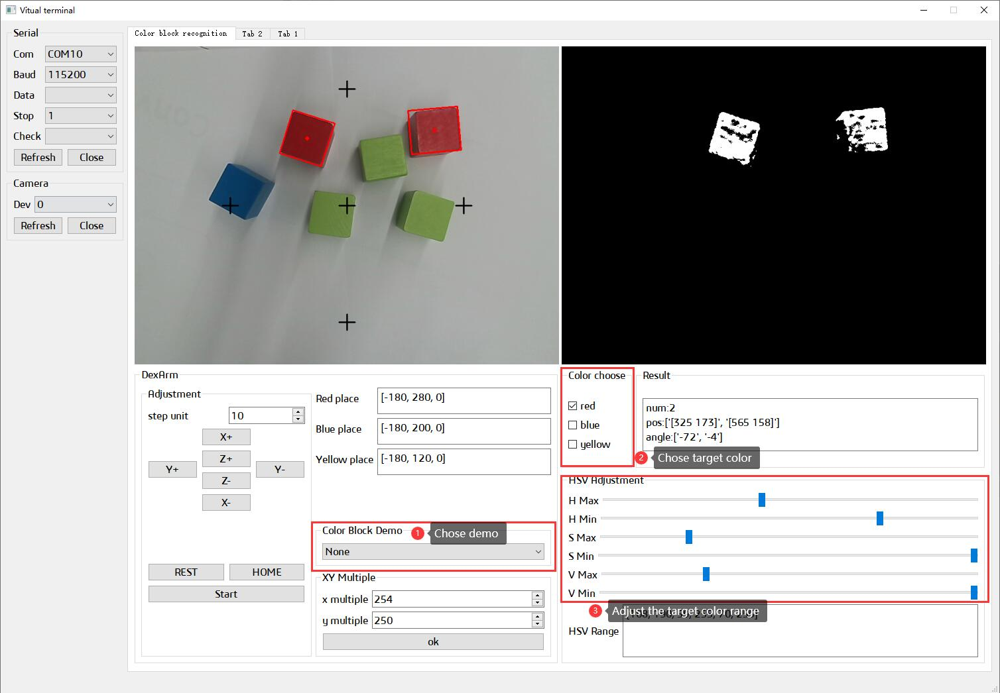 Vitual terminal
Serial
Com COM10
Baud 115200
Data
Stop 1
Check
Refresh Close
Camera
Dev 0
Refresh Close
Color block recognition Tab 2 Tab 1
DexArm
Adjustment
step unit 10
X+
Z+
Y+ Y-
Z-
X-
REST HOME
Start
Red place [-180, 280, 0]
Blue place [-180, 200, 0]
Yellow place [-180, 120, 0]
Color Block Demo 1 Chose demo
None
XY Multiple
x multiple 254
y multiple 250
ok
Color choose
red
blue
yellow
2 Chose target color
Result
num:2
pos:['[325 173]', '[565 158]']
angle:['-72', '-4']
HSV Adjustment
H Max
H Min
S Max
S Min
V Max
V Min
3 Adjust the target color range
HSV Range